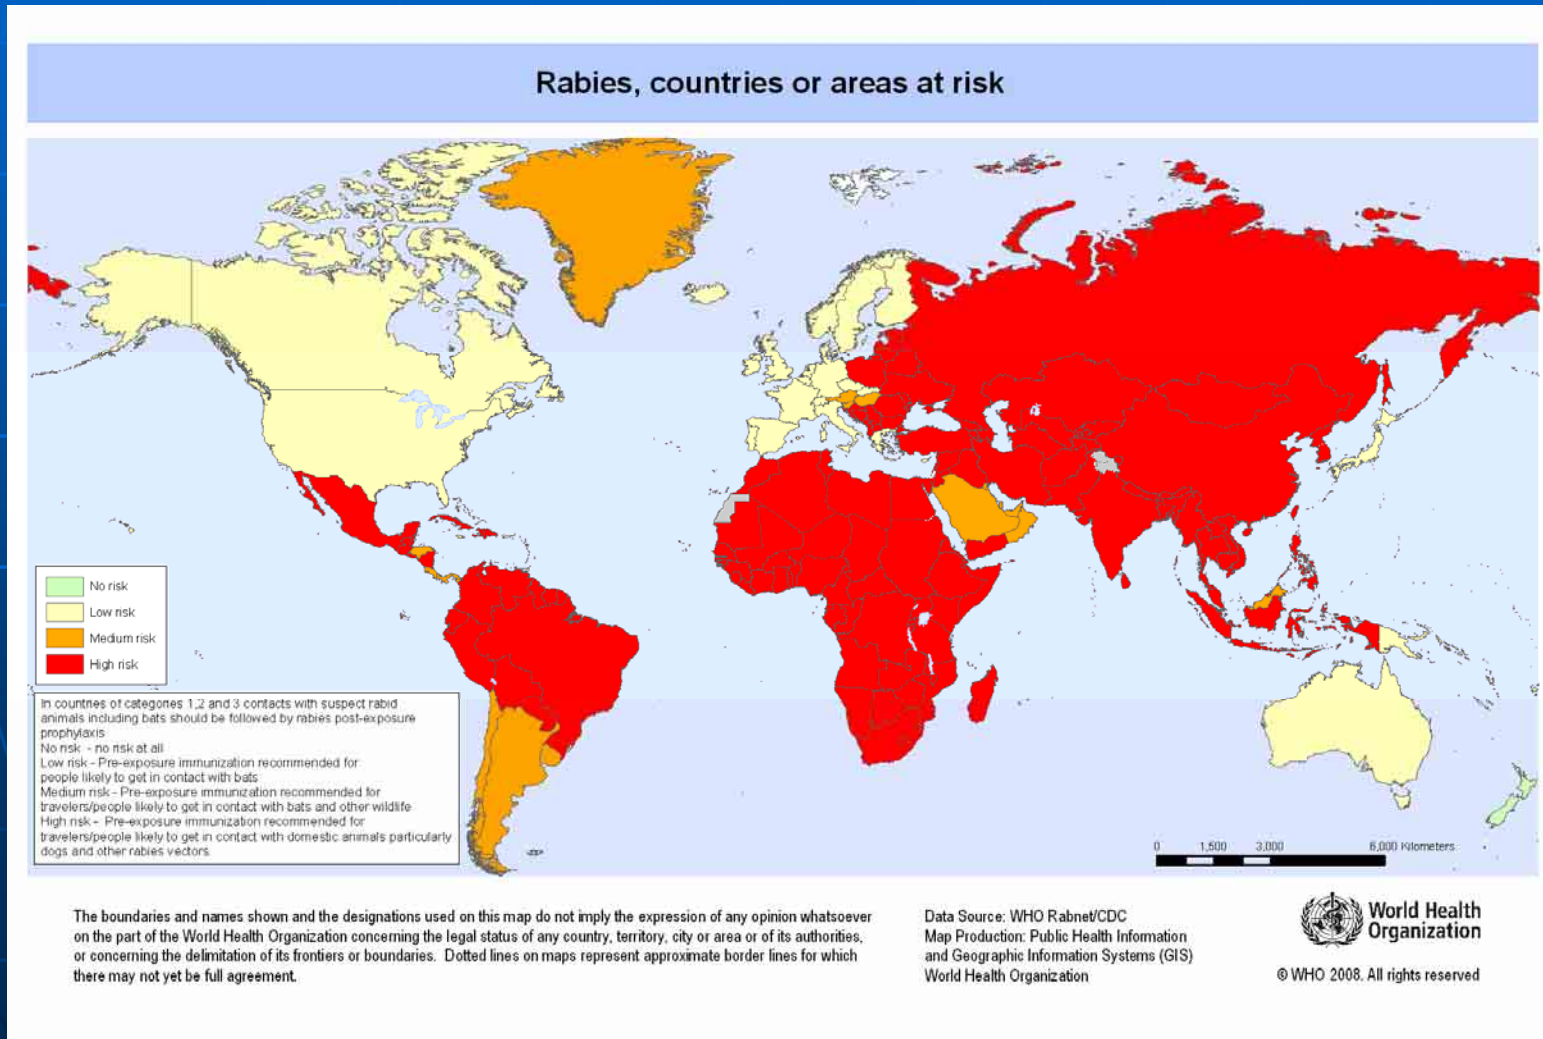 Rabies, countries or areas at risk
No risk
Low risk
Medium risk
High risk
In countries of categories 1,2 and 3 contacts with suspect rabid
animals including bats should be followed by rabies post-exposure
prophylaxis
No risk - no risk at all
Low risk - Pre-exposure immunization recommended for
people likely to get in contact with bats
Medium risk - Pre-exposure immunization recommended for
travelers/people likely to get in contact with bats and other wildlife
High risk - Pre-exposure immunization recommended for
travelers/people likely to get in contact with domestic animals particularly
dogs and other rabies vectors.
0 1,500 3,000 6,000 Kilometers
The boundaries and names shown and the designations used on this map do not imply the expression of any opinion whatsoever
on the part of the World Health Organization concerning the legal status of any country, territory, city or area or of its authorities,
or concerning the delimitation of its frontiers or boundaries. Dotted lines on maps represent approximate border lines for which
there may not yet be full agreement.
Data Source: WHO Rabnet/CDC
Map Production: Public Health Information
and Geographic Information Systems (GIS)
World Health Organization
World Health
Organization
© WHO 2008. All rights reserved